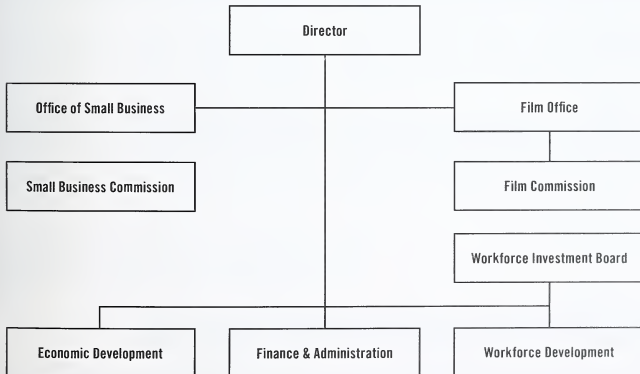 Director
Office of Small Business
Film Office
Small Business Commission
Film Commission
Workforce Investment Board
Economic Development
Finance & Administration
Workforce Development